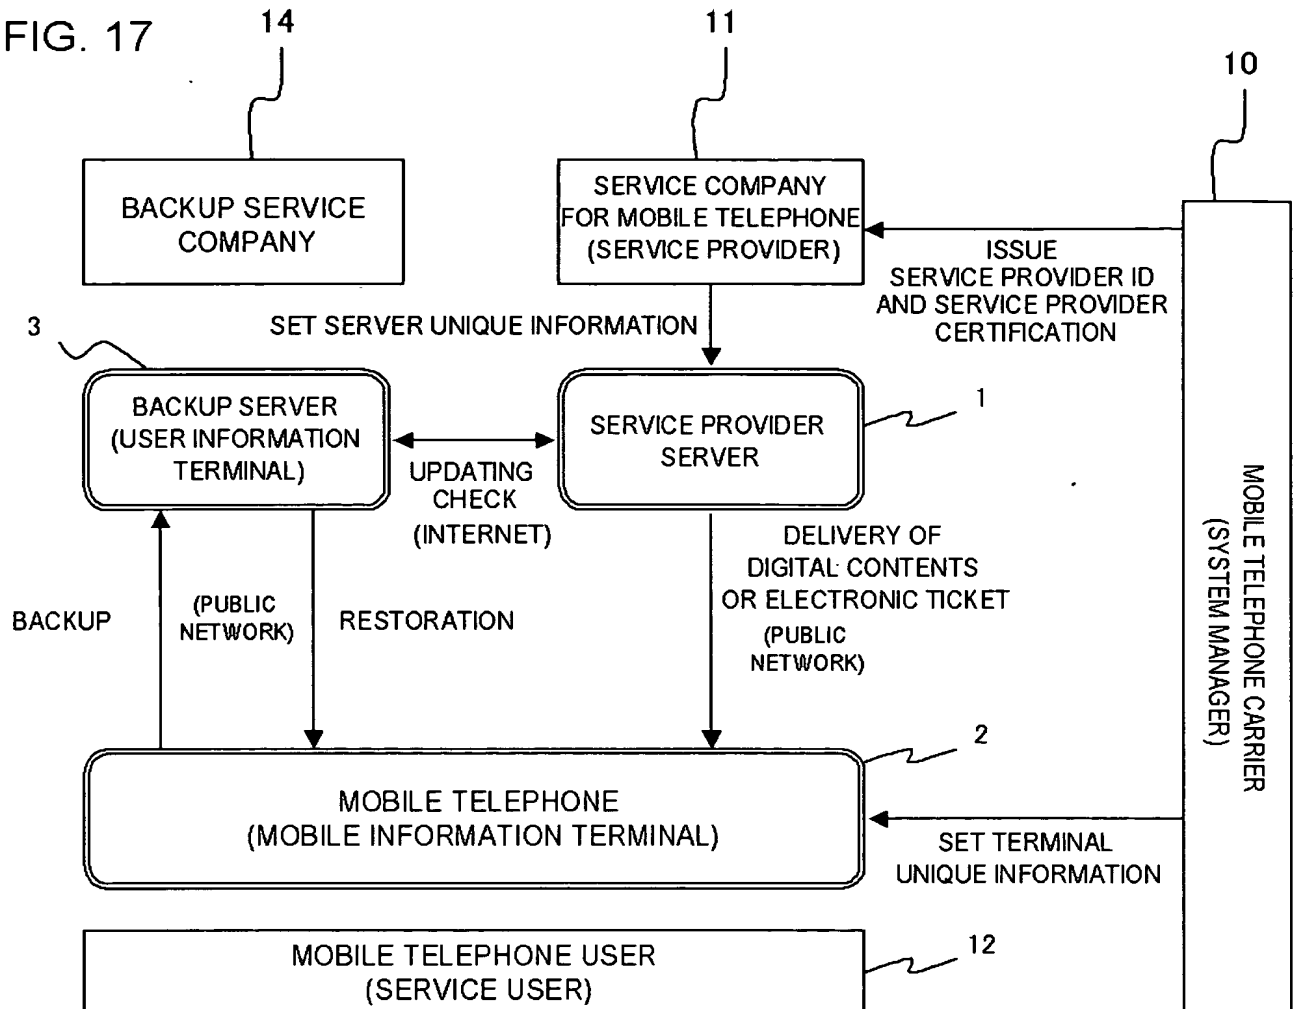 FIG. 17
14
11
10
BACKUP SERVICE
COMPANY
SERVICE COMPANY
FOR MOBILE TELEPHONE
(SERVICE PROVIDER)
ISSUE
SERVICE PROVIDER ID
AND SERVICE PROVIDER
CERTIFICATION
SET SERVER UNIQUE INFORMATION
3
BACKUP SERVER
(USER INFORMATION
TERMINAL)
UPDATING
CHECK
(INTERNET)
SERVICE PROVIDER
SERVER
1
MOBILE TELEPHONE CARRIER
(SYSTEM MANAGER)
BACKUP
(PUBLIC
NETWORK)
RESTORATION
DELIVERY OF
DIGITAL CONTENTS
OR ELECTRONIC TICKET
(PUBLIC
NETWORK)
2
MOBILE TELEPHONE
(MOBILE INFORMATION TERMINAL)
SET TERMINAL
UNIQUE INFORMATION
MOBILE TELEPHONE USER
(SERVICE USER)
12